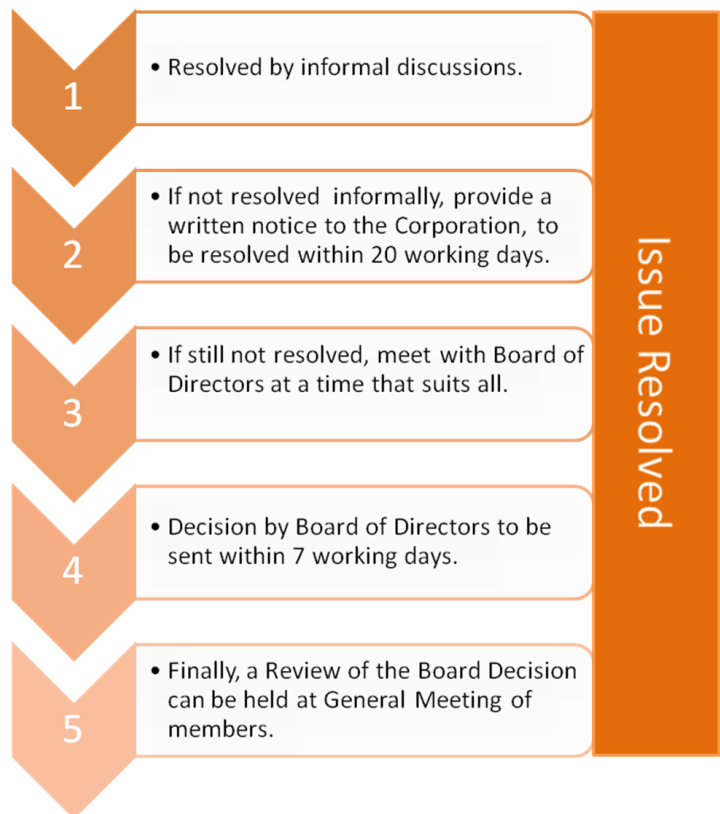 1
• Resolved by informal discussions.
2
• If not resolved informally, provide a
written notice to the Corporation, to
be resolved within 20 working days.
3
• If still not resolved, meet with Board of
Directors at a time that suits all.
4
• Decision by Board of Directors to be
sent within 7 working days.
5
• Finally, a Review of the Board Decision
can be held at General Meeting of
members.
Issue Resolved